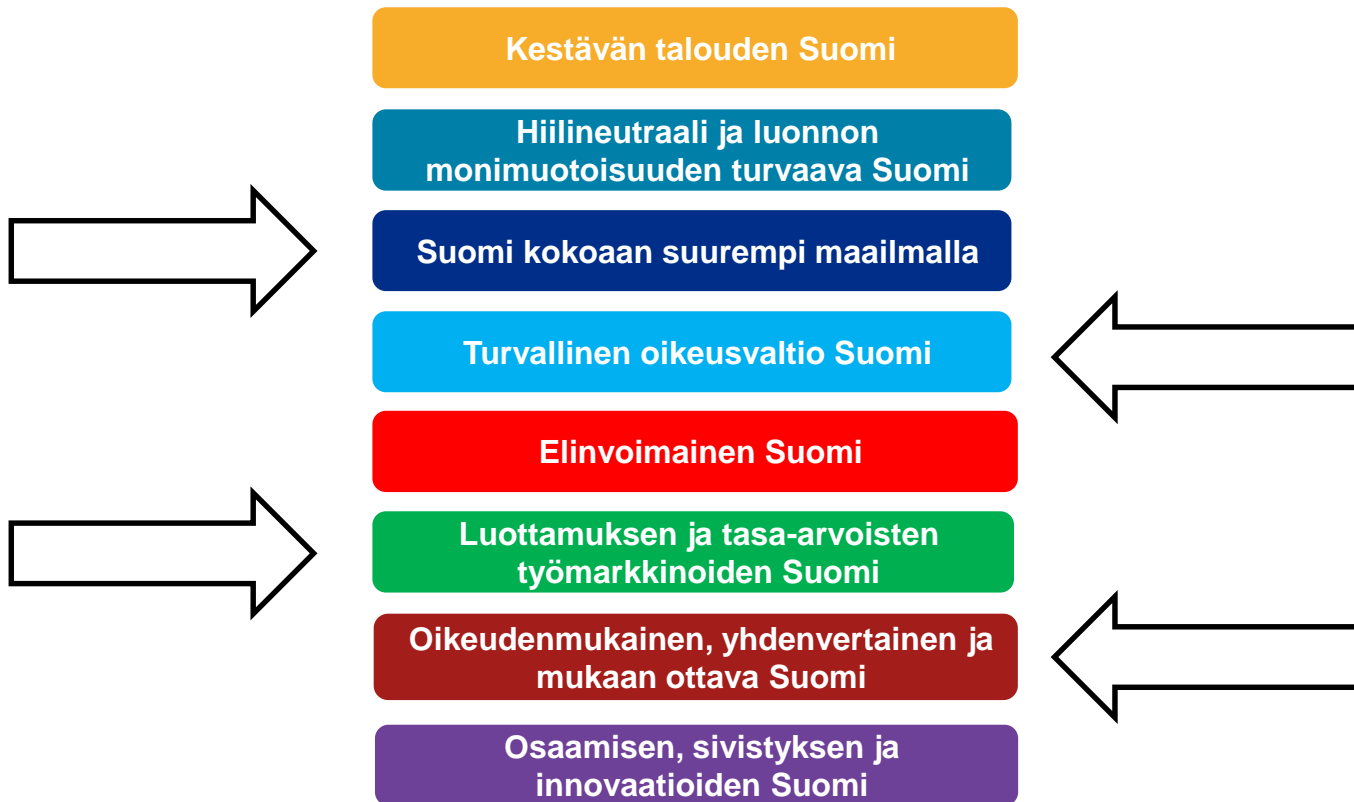 Kestävän talouden Suomi
Hiilineutraali ja luonnon
monimuotoisuuden turvaava Suomi
Suomi kokoaan suurempi maailmalla
Turvallinen oikeusvaltio Suomi
Elinvoimainen Suomi
Luottamuksen ja tasa-arvoisten
työmarkkinoiden Suomi
Oikeudenmukainen, yhdenvertainen ja
mukaan ottava Suomi
Osaamisen, sivistyksen ja
innovaatioiden Suomi